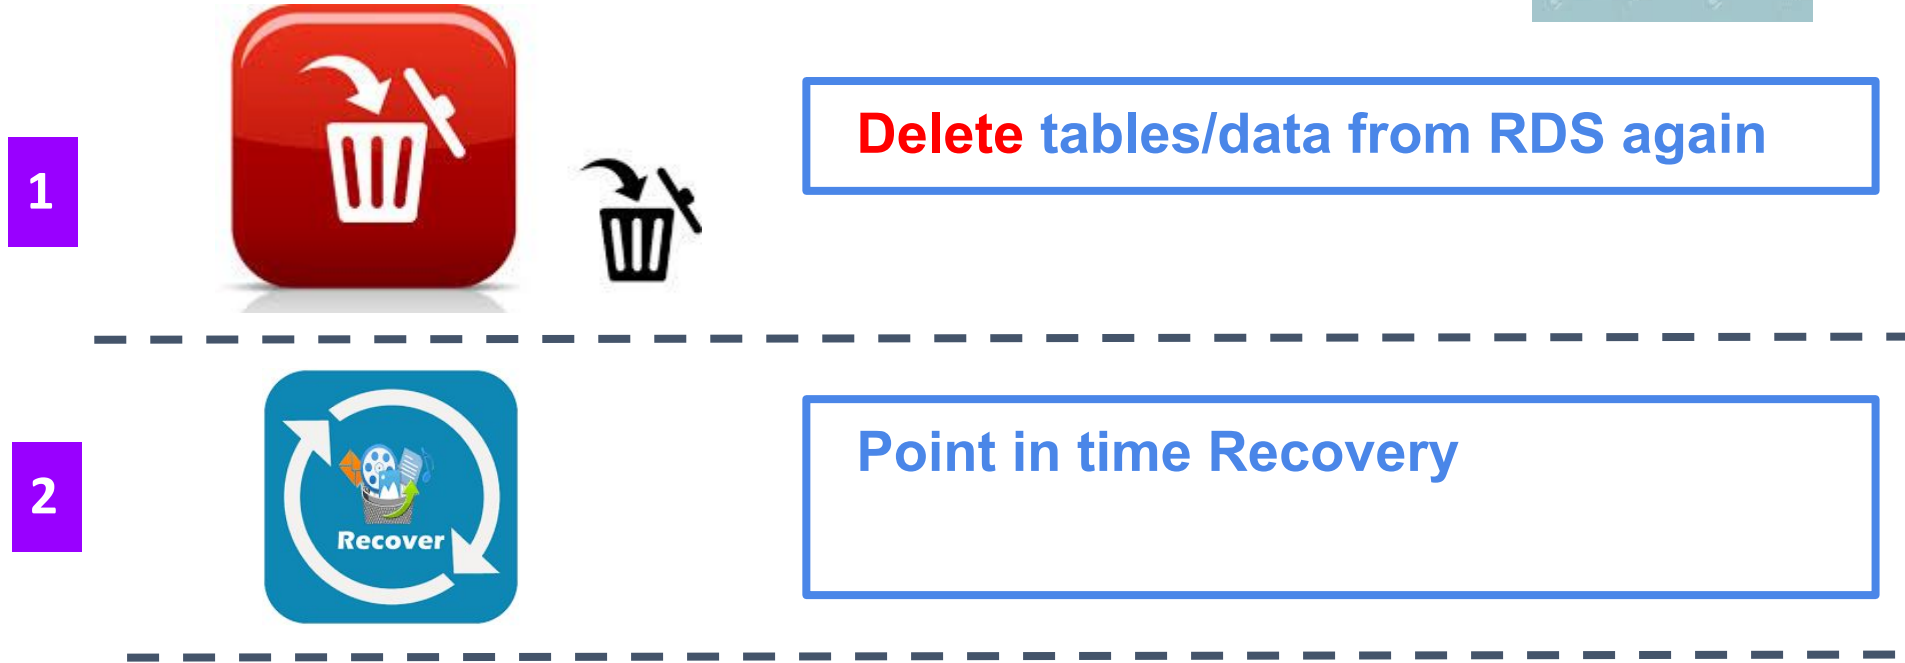 1
Delete tables/data from RDS again
2
Recover
Point in time Recovery